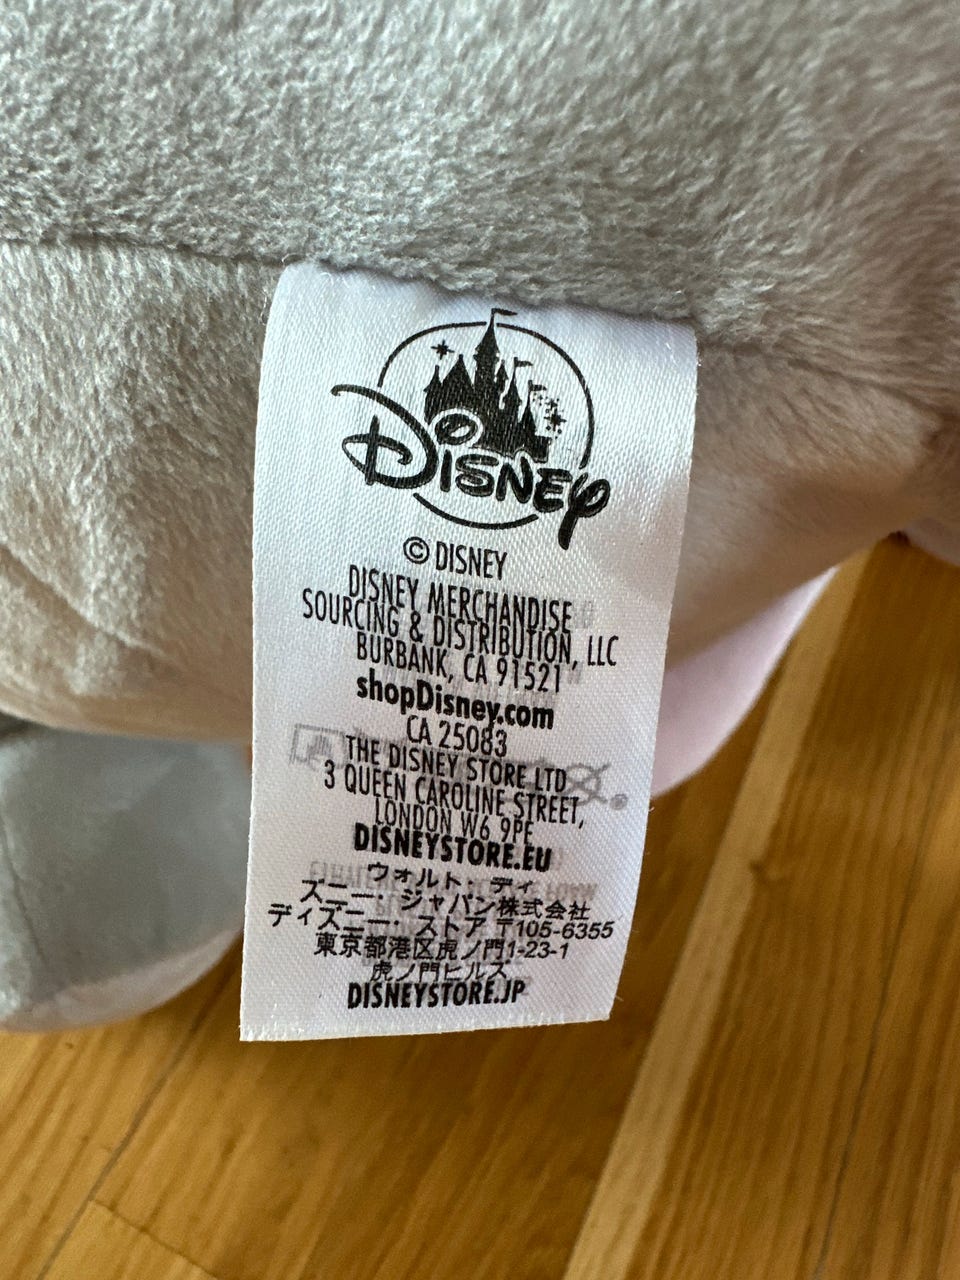 Disney
© DISNEY
DISNEY MERCHANDISE
SOURCING & DISTRIBUTION, LLC
BURBANK, CA 91521
shopDisney.com
CA 25083
THE DISNEY STORE LTD
3 QUEEN CAROLINE STREET,
LONDON W6 9PE
DISNEYSTORE.EU
ウォルト・ディ
ズニー・ジャパン株式会社
ディズニー・ストア 〒105-6355
東京都港区虎ノ門1-23-1
虎ノ門ヒルズ
DISNEYSTORE.JP